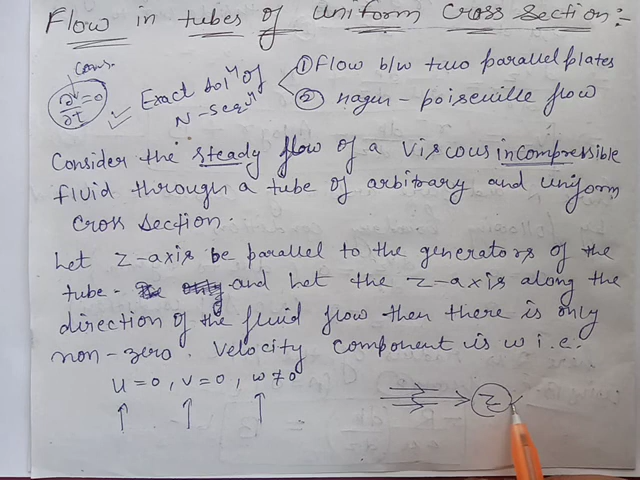 Flow in tubes of uniform cross section:-
Cons.
∂/∂t = 0
Exact solⁿ of
N-S eqⁿ
① Flow b/w two parallel plates
② hagen - poiseuille flow
Consider the steady flow of a viscous incompressible
fluid through a tube of arbitrary and uniform
cross section.
Let z-axis be parallel to the generators of the
tube. and Let the z-axis along the
direction of the fluid flow then there is only
non-zero. Velocity component is w i.e.
u = 0, v = 0, w ≠ 0
z